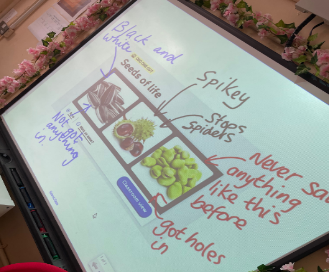 Black and
white
Seeds of life
Spikey
Stops
Spiders
Not got
anything
in.
Never Saw
anything
like this
before
got holes
in